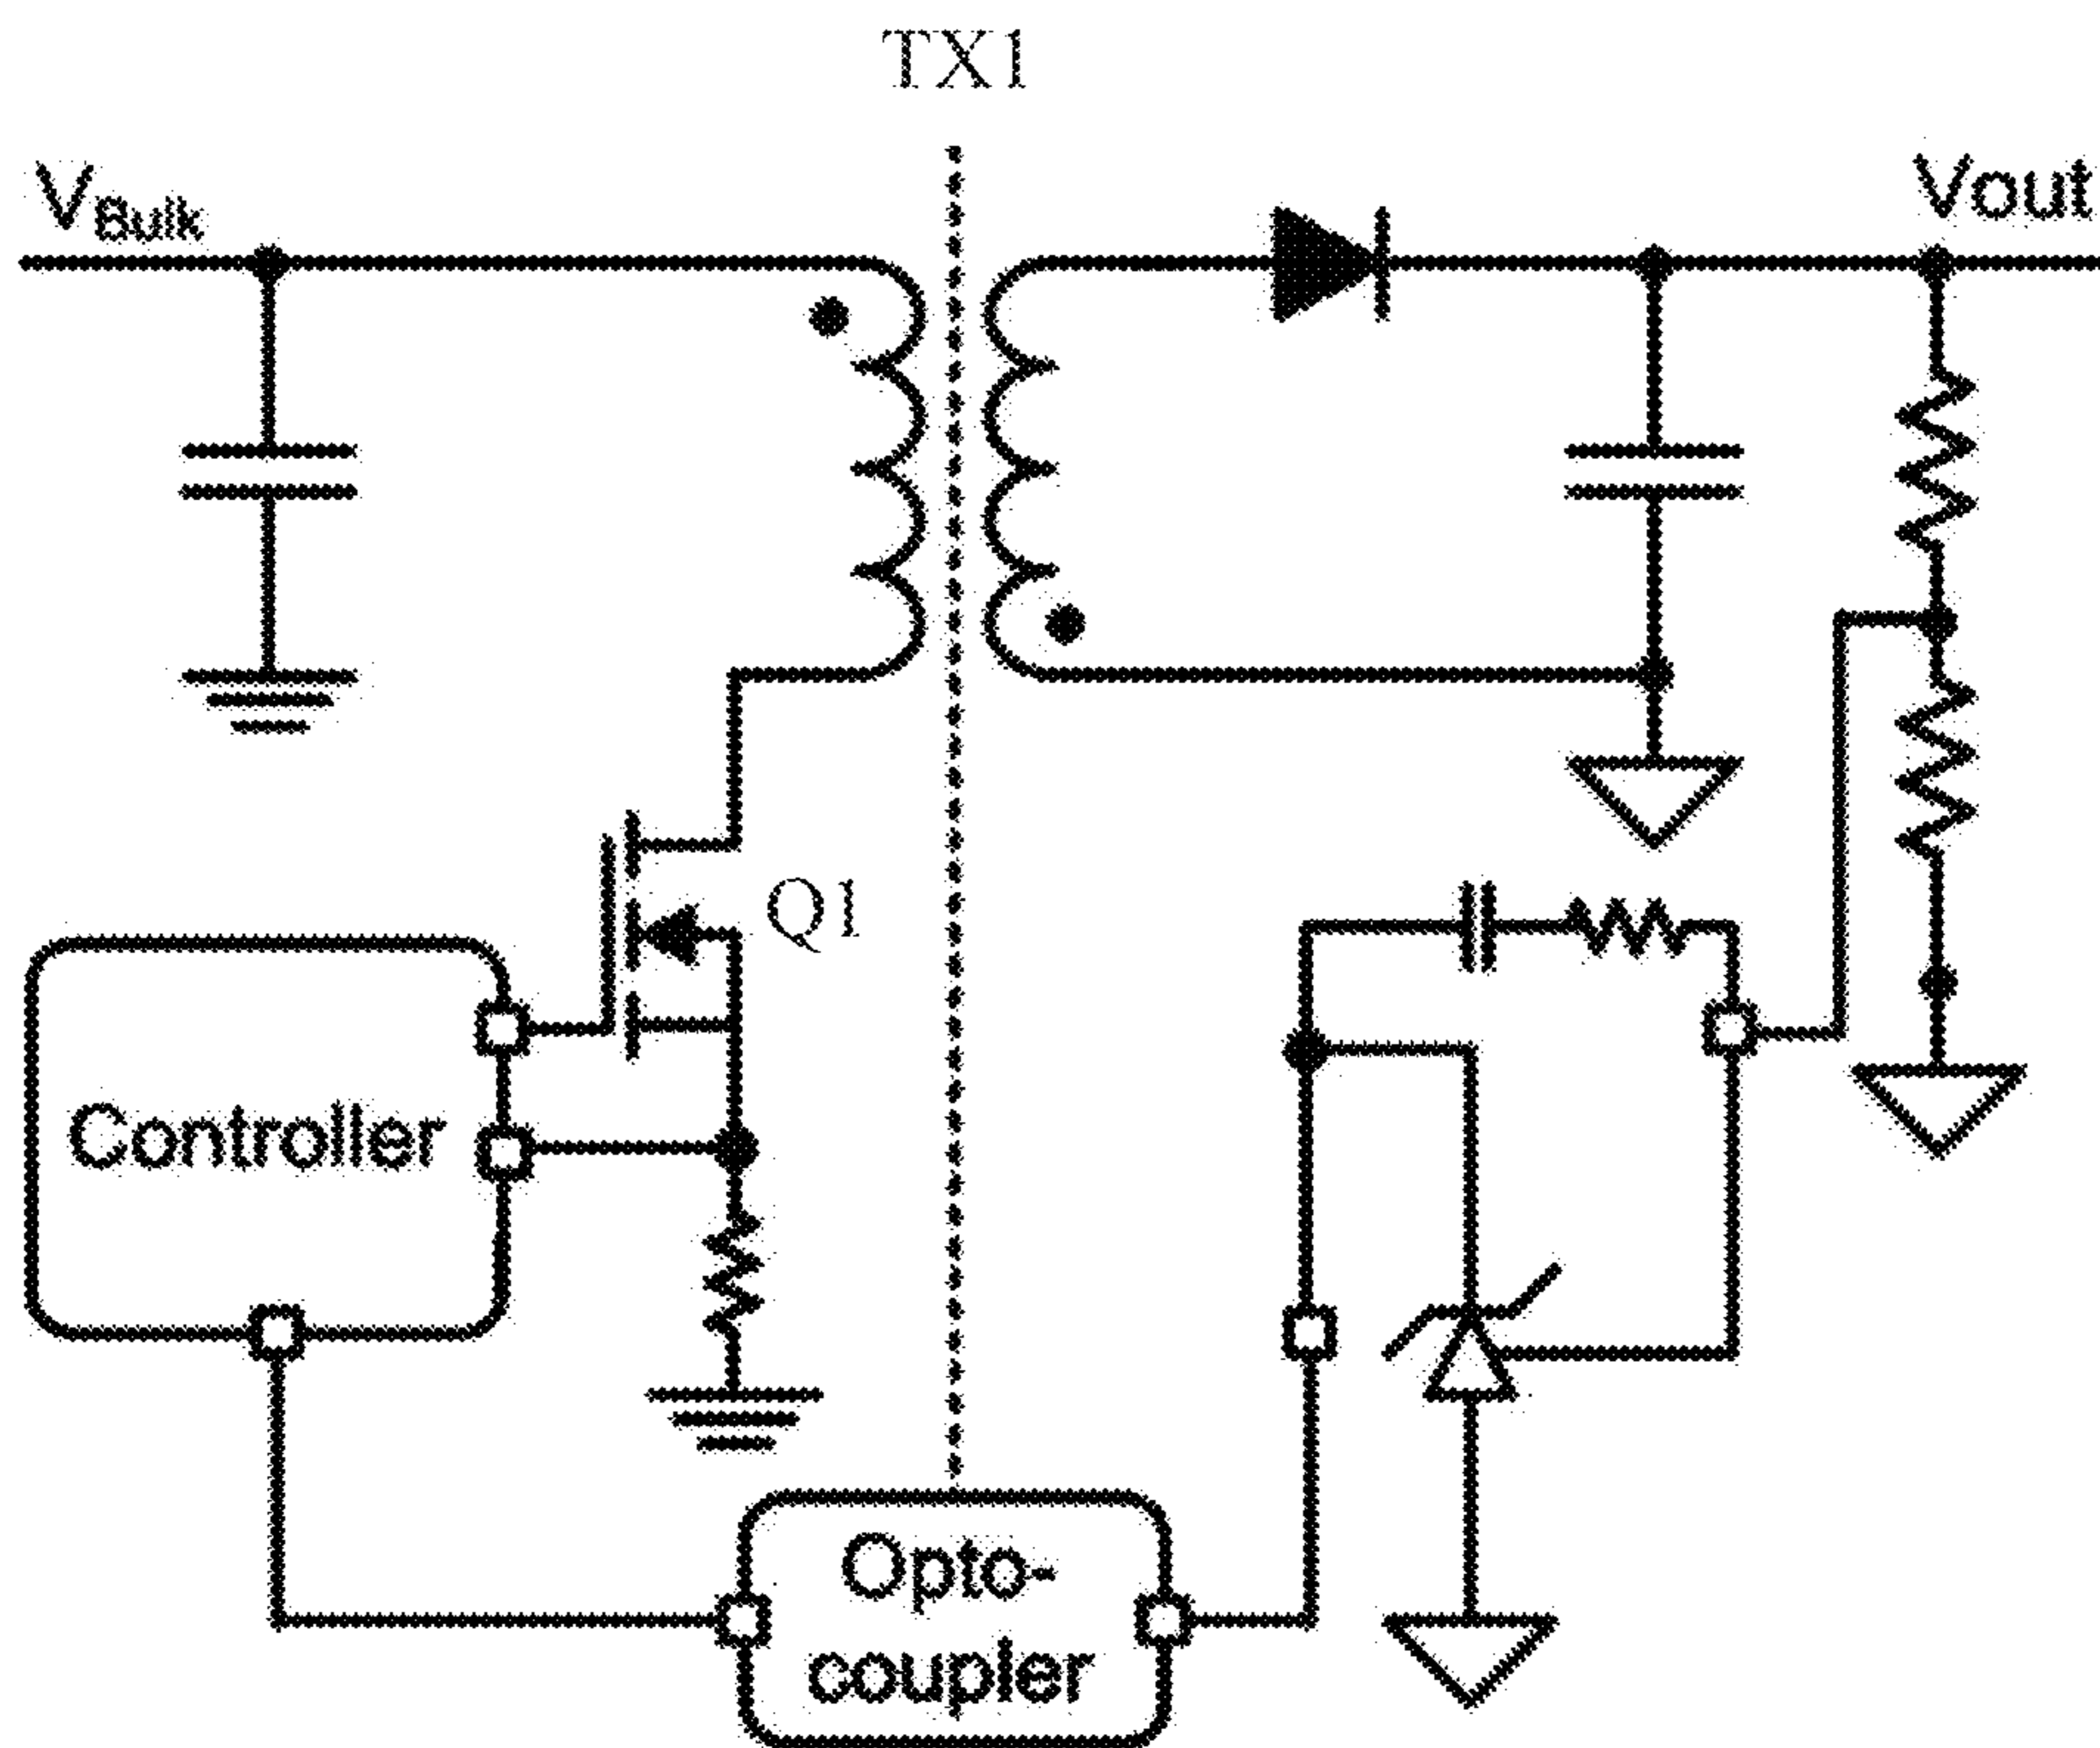 TX1
VBulk
Vout
Q1
Controller
Opto-
coupler